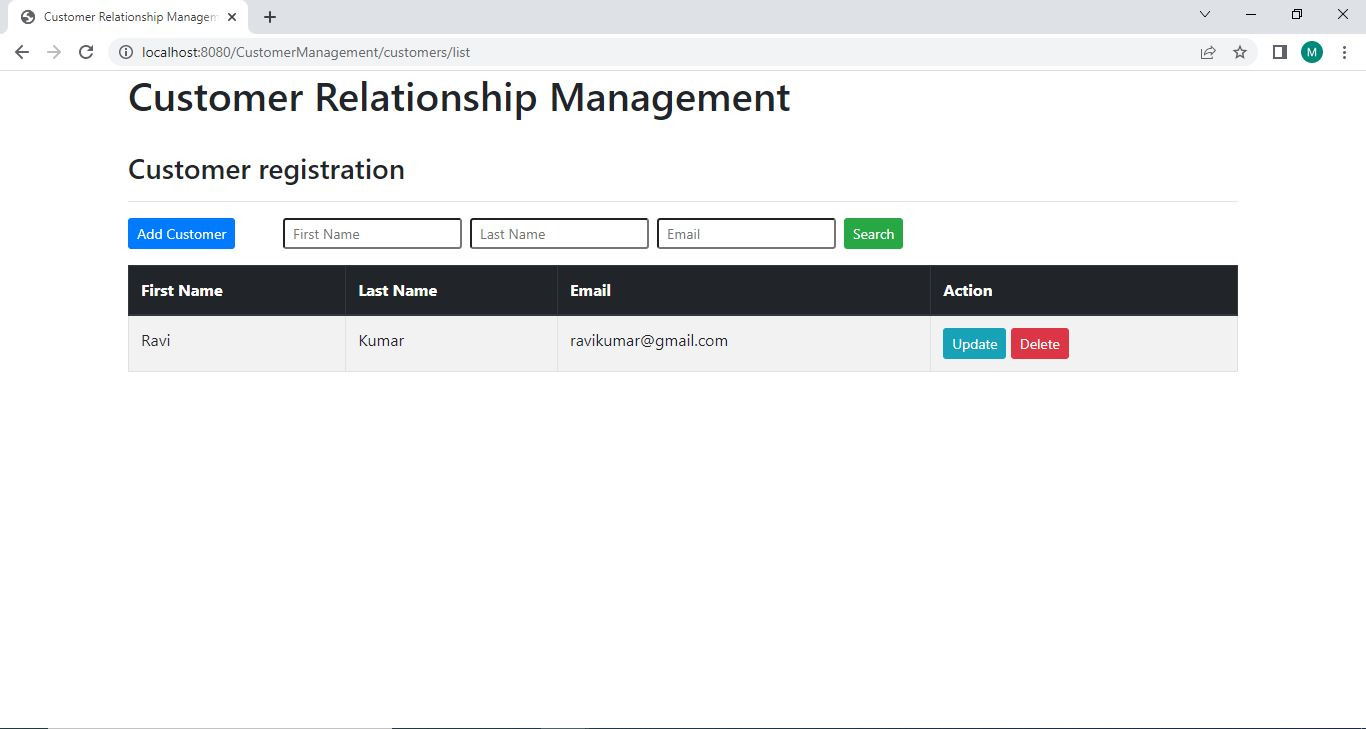 Customer Relationship Managem
localhost:8080/CustomerManagement/customers/list
M
Customer Relationship Management
Customer registration
Add Customer First Name Last Name Email Search
First Name Last Name Email Action
Ravi Kumar ravikumar@gmail.com Update Delete